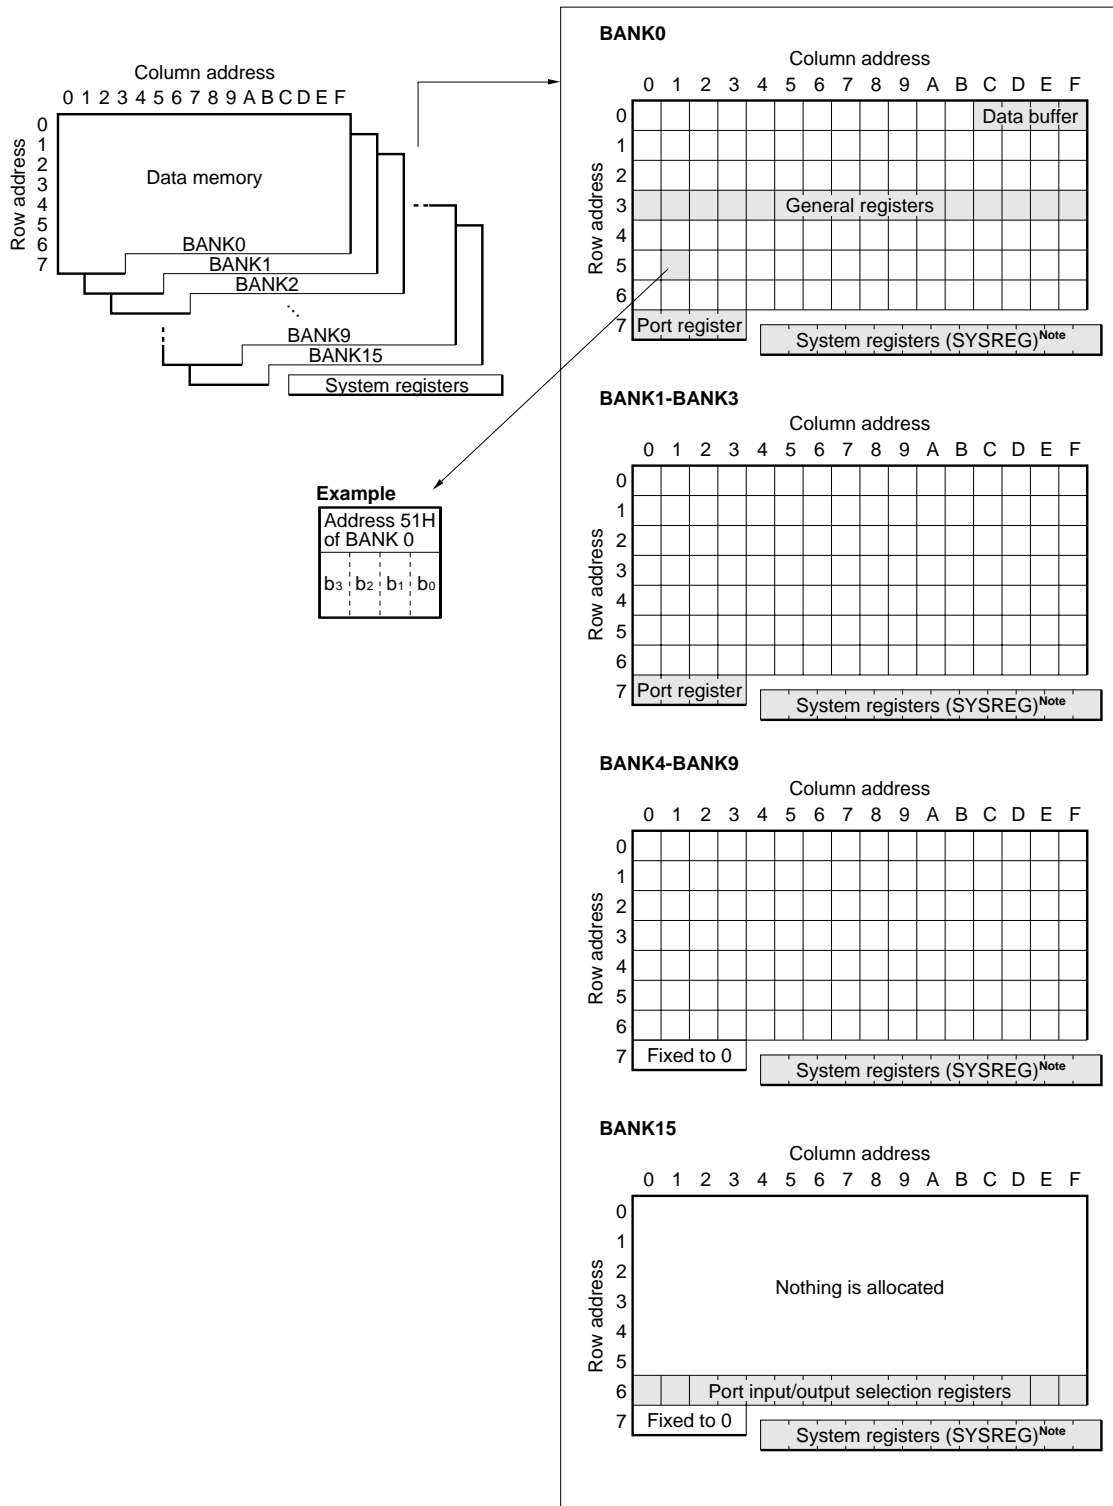 Column address
0 1 2 3 4 5 6 7 8 9 A B C D E F
Row address
0
1
2
3
4
5
6
7
Data memory
BANK0
BANK1
BANK2
BANK9
BANK15
System registers
Example
Address 51H
of BANK 0
b3 b2 b1 b0
BANK0
Column address
0 1 2 3 4 5 6 7 8 9 A B C D E F
Row address
0 Data buffer
1
2
3 General registers
4
5
6
7 Port register System registers (SYSREG)Note
BANK1-BANK3
Column address
0 1 2 3 4 5 6 7 8 9 A B C D E F
Row address
0
1
2
3
4
5
6
7 Port register System registers (SYSREG)Note
BANK4-BANK9
Column address
0 1 2 3 4 5 6 7 8 9 A B C D E F
Row address
0
1
2
3
4
5
6
7 Fixed to 0 System registers (SYSREG)Note
BANK15
Column address
0 1 2 3 4 5 6 7 8 9 A B C D E F
Row address
0
1
2
Nothing is allocated
3
4
5
6 Port input/output selection registers
7 Fixed to 0 System registers (SYSREG)Note